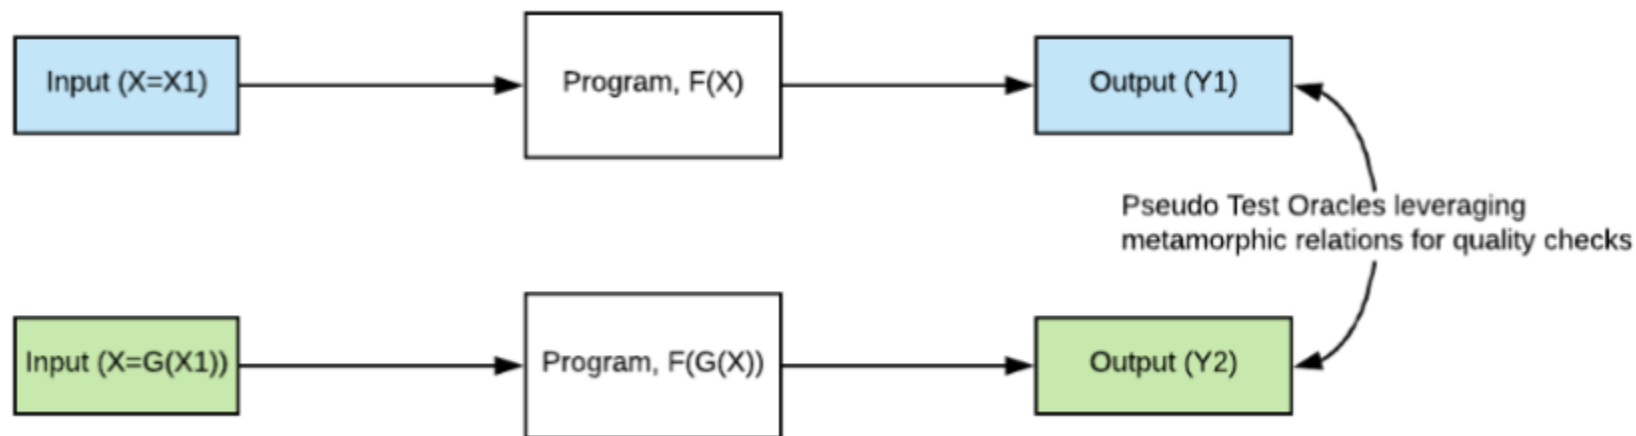 Input (X=X1)
Program, F(X)
Output (Y1)
Pseudo Test Oracles leveraging
metamorphic relations for quality checks
Input (X=G(X1))
Program, F(G(X))
Output (Y2)